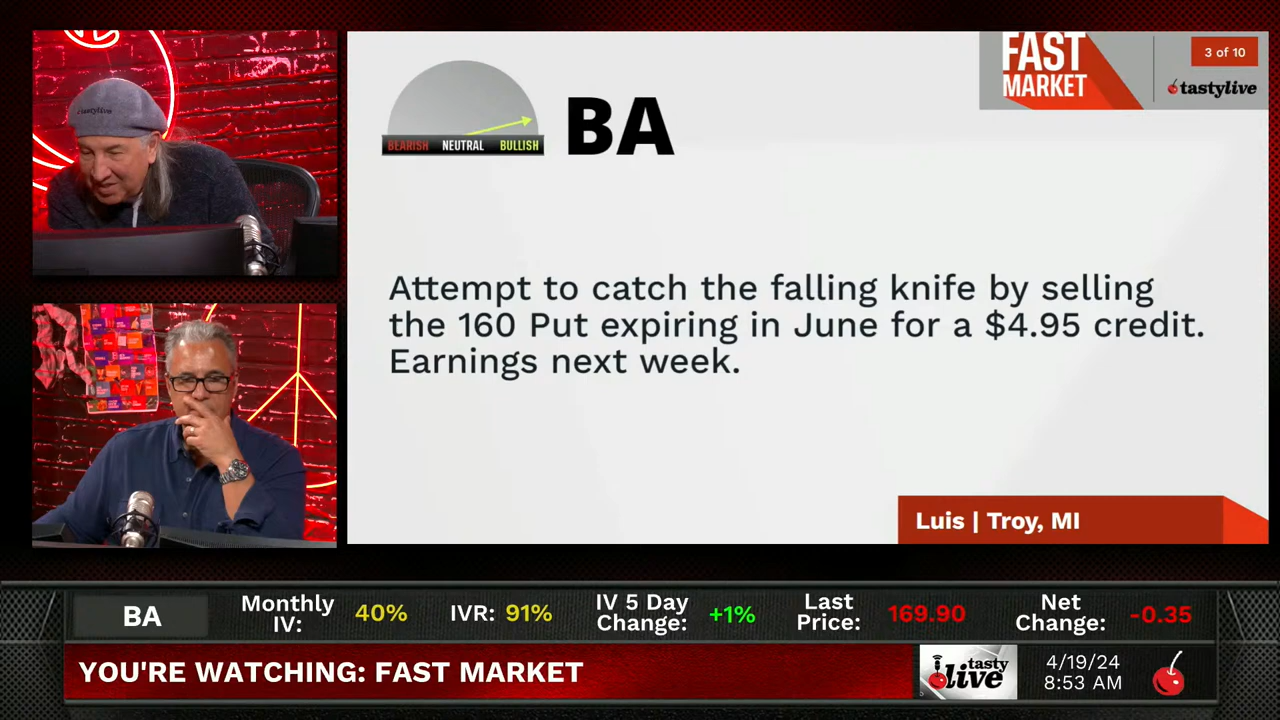 tastylive
BEARISH NEUTRAL BULLISH
BA
FAST
MARKET
3 of 10
tastylive
Attempt to catch the falling knife by selling
the 160 Put expiring in June for a $4.95 credit.
Earnings next week.
Luis | Troy, MI
BA
Monthly
IV:
40%
IVR: 91%
IV 5 Day
Change:
+1%
Last
Price:
169.90
Net
Change:
-0.35
YOU'RE WATCHING: FAST MARKET
tasty
live
4/19/24
8:53 AM